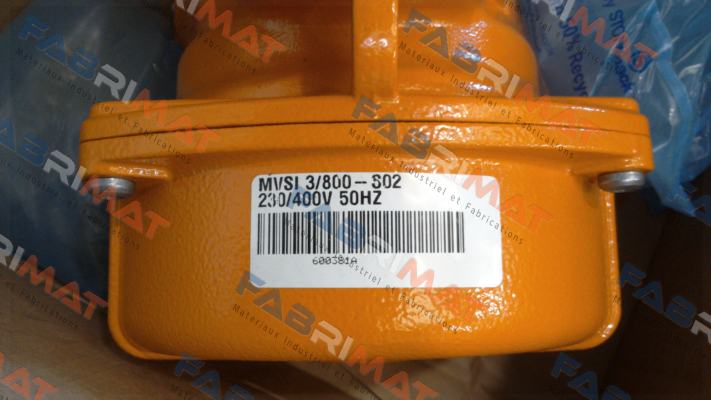 MVSI 3/800-S02
230/400V 50HZ
600381A
FABRIMAT
Materiaux Industriel et Fabrications